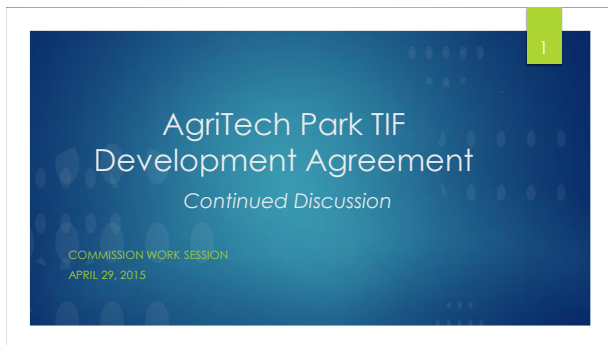 1
AgriTech Park TIF
Development Agreement
Continued Discussion
COMMISSION WORK SESSION
APRIL 29, 2015